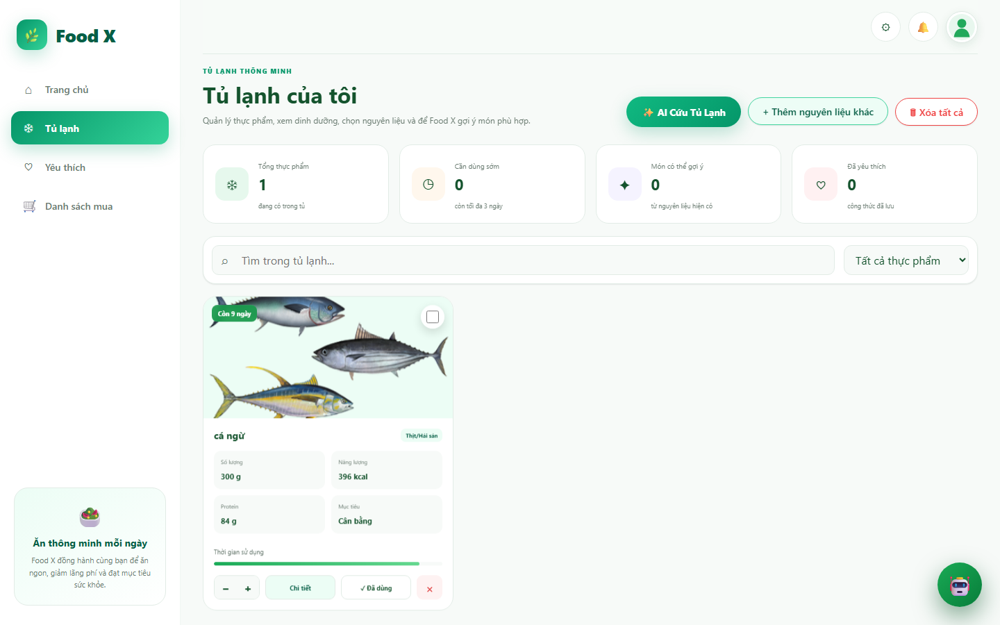 Food X
Trang chủ
Tủ lạnh
Yêu thích
Danh sách mua
Ăn thông minh mỗi ngày
Food X đồng hành cùng bạn để ăn
ngon, giảm lãng phí và đạt mục tiêu
sức khỏe.
TỦ LẠNH THÔNG MINH
Tủ lạnh của tôi
Quản lý thực phẩm, xem dinh dưỡng, chọn nguyên liệu và để Food X gợi ý món phù hợp.
AI Cứu Tủ Lạnh
+ Thêm nguyên liệu khác
Xóa tất cả
Tổng thực phẩm
1
đang có trong tủ
Cần dùng sớm
0
còn tối đa 3 ngày
Món có thể gợi ý
0
từ nguyên liệu hiện có
Đã yêu thích
0
công thức đã lưu
Tìm trong tủ lạnh...
Tất cả thực phẩm
Còn 9 ngày
cá ngừ
Thịt/Hải sản
Số lượng
300 g
Năng lượng
396 kcal
Protein
84 g
Mục tiêu
Cân bằng
Thời gian sử dụng
− +
Chi tiết
✓ Đã dùng
×